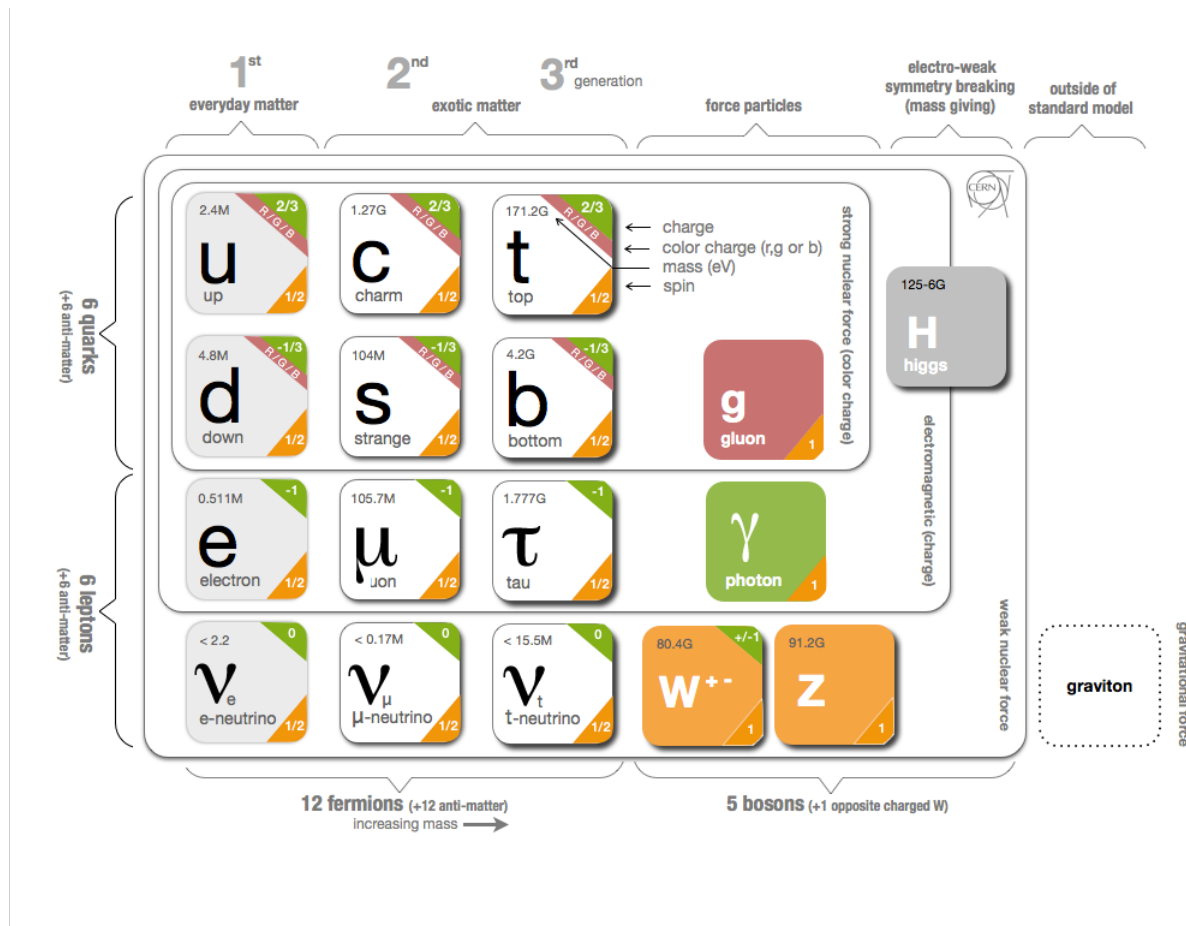 1st
2nd
3rd generation
everyday matter
exotic matter
force particles
electro-weak
symmetry breaking
(mass giving)
outside of
standard model
CERN
6 quarks
(+6 anti-matter)
6 leptons
(+6 anti-matter)
2.4M
2/3
R/G/B
u
up
1/2
1.27G
2/3
R/G/B
c
charm
1/2
171.2G
2/3
R/G/B
t
top
1/2
charge
color charge (r,g or b)
mass (eV)
spin
strong nuclear force (color charge)
125-6G
H
higgs
4.8M
-1/3
R/G/B
d
down
1/2
104M
-1/3
R/G/B
s
strange
1/2
4.2G
-1/3
R/G/B
b
bottom
1/2
g
gluon
1
electromagnetic (charge)
0.511M
-1
e
electron
1/2
105.7M
-1
μ
uon
1/2
1.777G
-1
τ
tau
1/2
γ
photon
1
weak nuclear force
< 2.2
0
νe
e-neutrino
1/2
< 0.17M
0
νμ
μ-neutrino
1/2
< 15.5M
0
νt
t-neutrino
1/2
80.4G
+/-1
W+-
1
91.2G
Z
1
graviton
gravitational force
12 fermions (+12 anti-matter)
increasing mass
5 bosons (+1 opposite charged W)